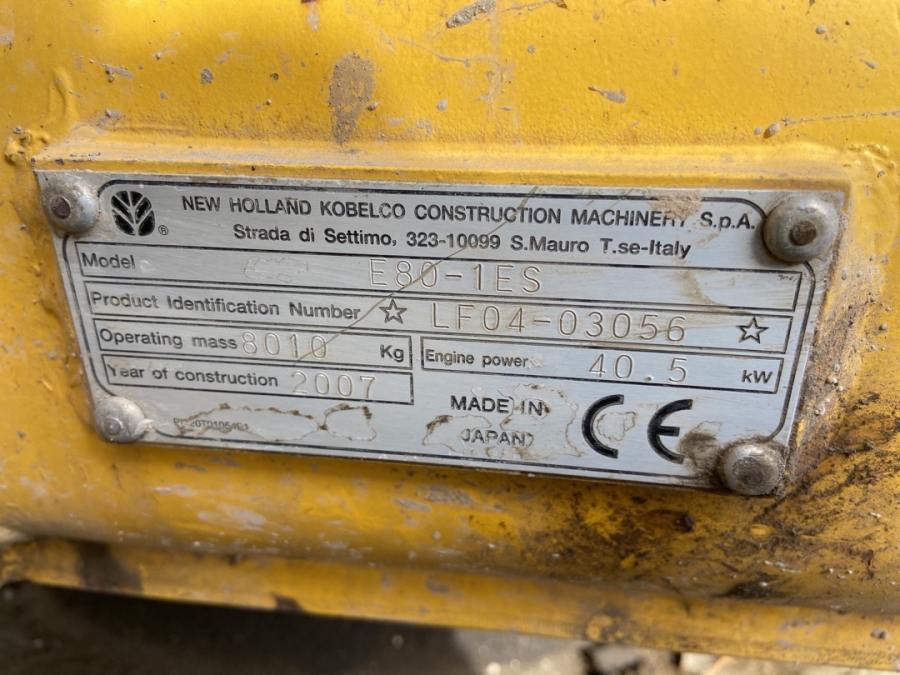 NEW HOLLAND KOBELCO CONSTRUCTION MACHINERY S.p.A.
®
Strada di Settimo, 323-10099 S.Mauro T.se-Italy
Model E80-1ES
Product Identification Number ☆ LF04-03056 ☆
Operating mass 8010 Kg Engine power 40.5 kW
Year of construction 2007
MADE IN
JAPAN
CE